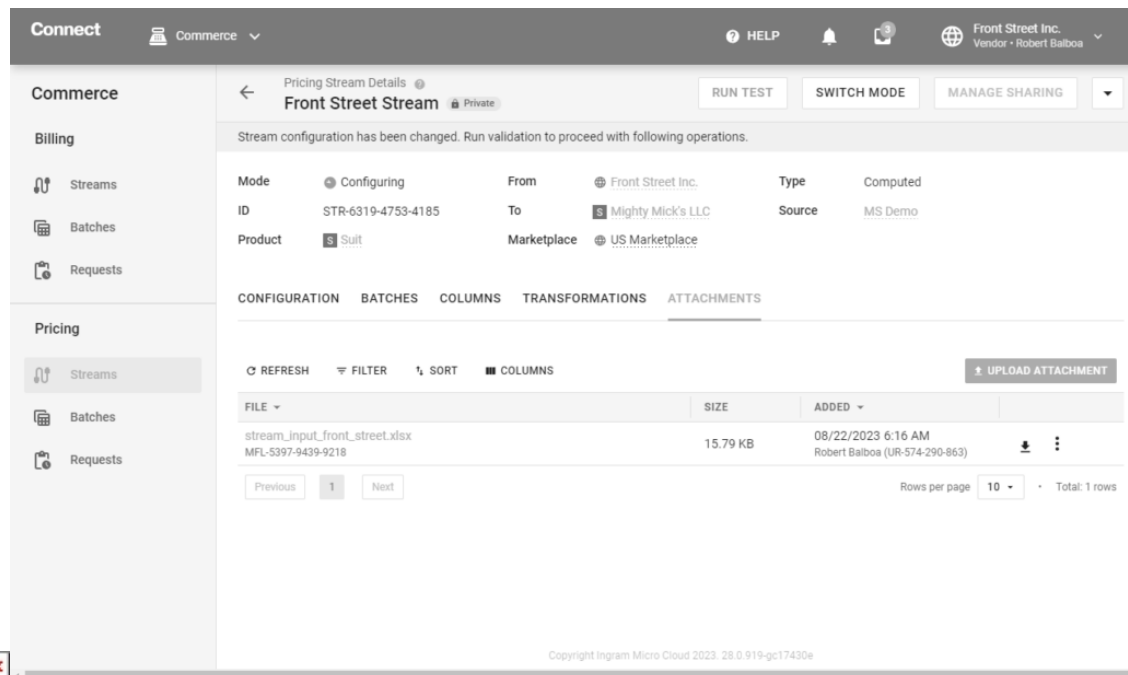 Connect
Commerce
HELP
3
Front Street Inc.
Vendor • Robert Balboa
Commerce
Billing
Streams
Batches
Requests
Pricing
Streams
Batches
Requests
Pricing Stream Details
Front Street Stream Private
RUN TEST
SWITCH MODE
MANAGE SHARING
Stream configuration has been changed. Run validation to proceed with following operations.
Mode Configuring From Front Street Inc. Type Computed
ID STR-6319-4753-4185 To S Mighty Mick's LLC Source MS Demo
Product S Suit Marketplace US Marketplace
CONFIGURATION BATCHES COLUMNS TRANSFORMATIONS ATTACHMENTS
REFRESH FILTER SORT COLUMNS UPLOAD ATTACHMENT
FILE SIZE ADDED
stream_input_front_street.xlsx 15.79 KB 08/22/2023 6:16 AM
MFL-5397-9439-9218 Robert Balboa (UR-574-290-863)
Previous 1 Next Rows per page 10 • Total: 1 rows
Copyright Ingram Micro Cloud 2023. 28.0.919-gc17430e